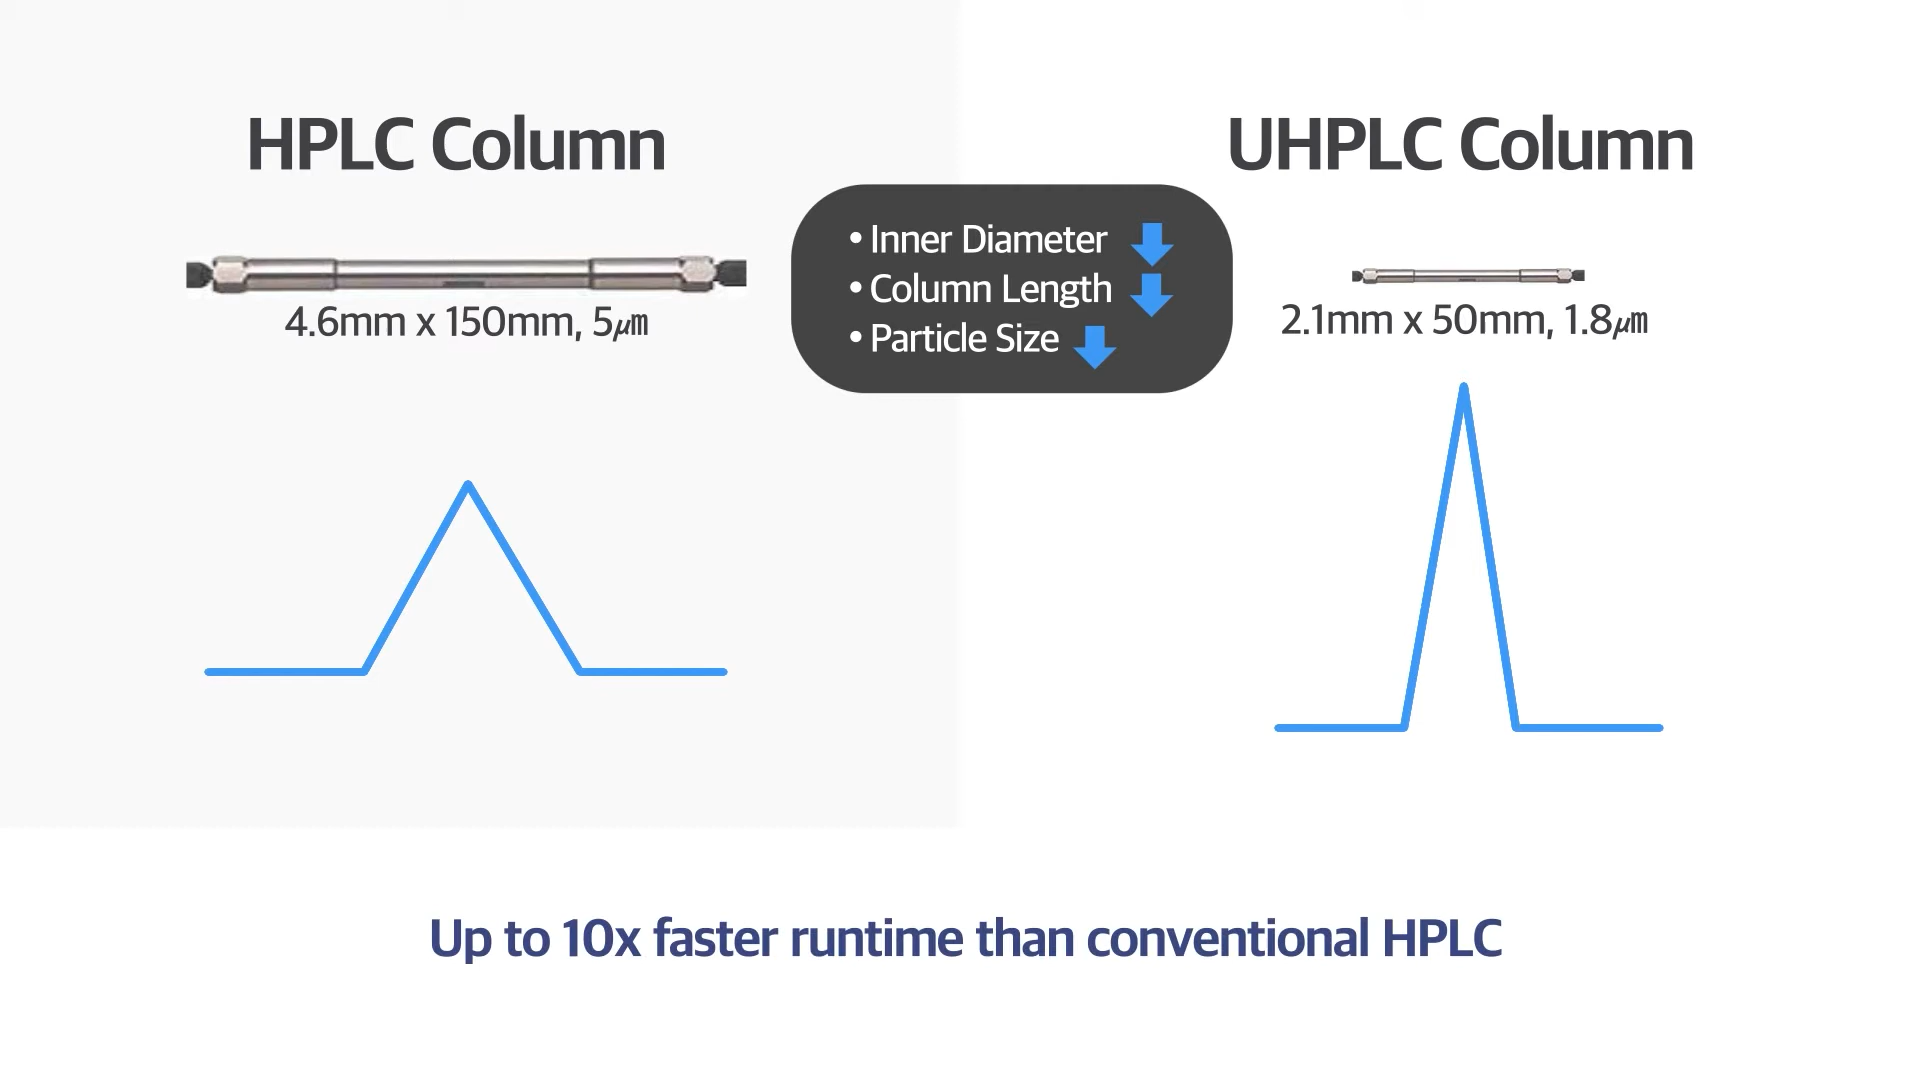 HPLC Column
4.6mm x 150mm, 5㎛
• Inner Diameter
• Column Length
• Particle Size
UHPLC Column
2.1mm x 50mm, 1.8㎛
Up to 10x faster runtime than conventional HPLC